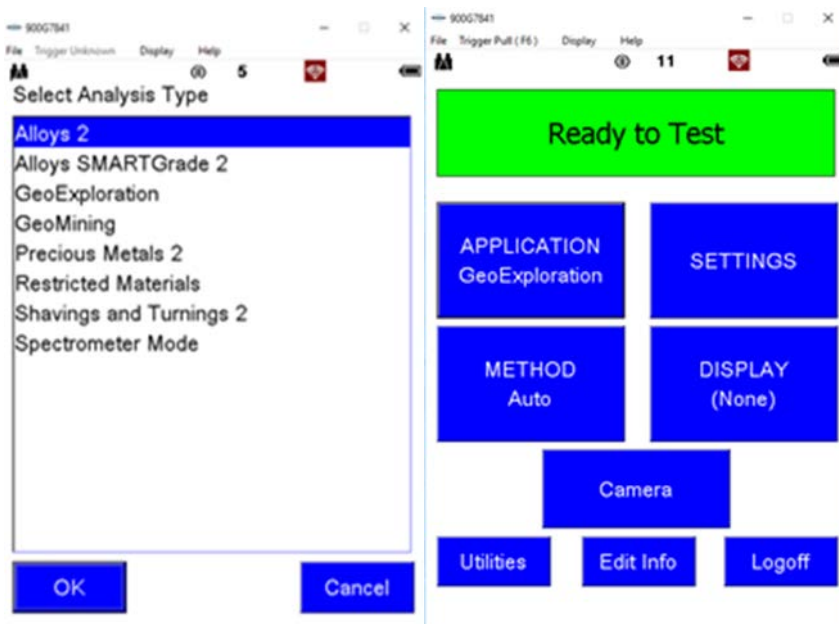 900G7841
File Trigger Unknown Display Help
5
Select Analysis Type
Alloys 2
Alloys SMARTGrade 2
GeoExploration
GeoMining
Precious Metals 2
Restricted Materials
Shavings and Turnings 2
Spectrometer Mode
OK Cancel
900G7841
File Trigger Pull ( F6 ) Display Help
11
Ready to Test
APPLICATION
GeoExploration
SETTINGS
METHOD
Auto
DISPLAY
(None)
Camera
Utilities Edit Info Logoff